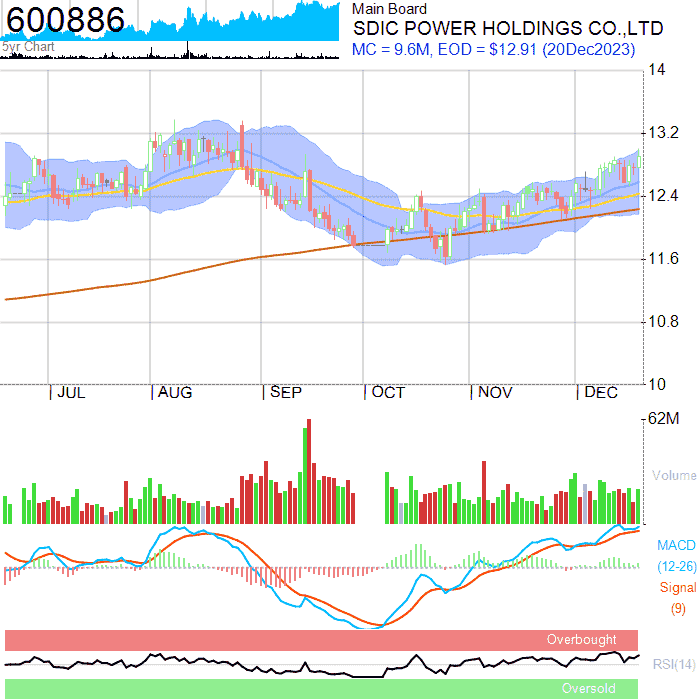 600886
5yr Chart
Main Board
SDIC POWER HOLDINGS CO.,LTD
MC = 9.6M, EOD = $12.91 (20Dec2023)
14
13.2
12.4
11.6
10.8
10
JUL AUG SEP OCT NOV DEC
62M
Volume
MACD
(12-26)
Signal
(9)
Overbought
RSI(14)
Oversold